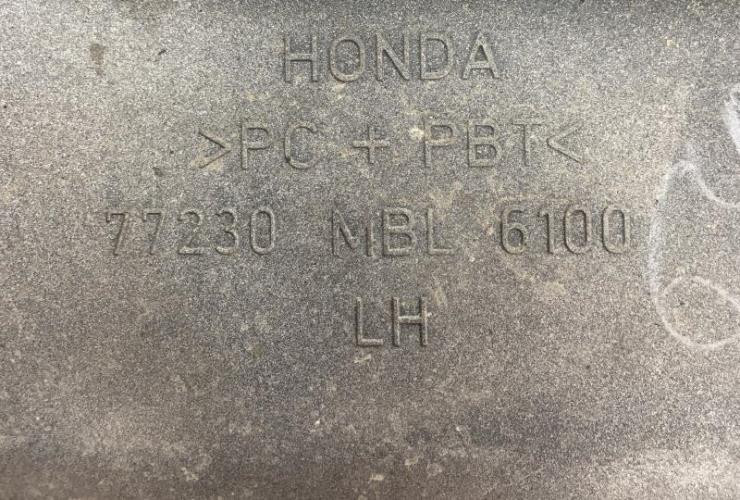 HONDA
>PC + PBT<
77230 MBL 6100
LH